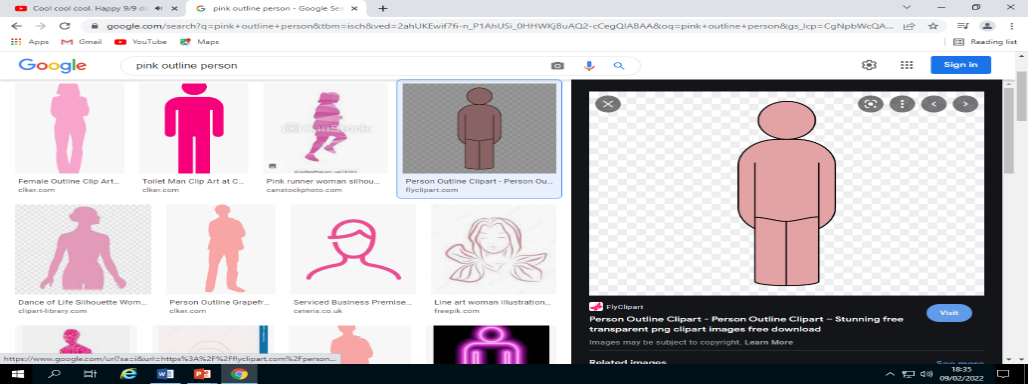 Cool cool cool. Happy 9/9 d
pink outline person - Google Sea
google.com/search?q=pink+outline+person&tbm=isch&ved=2ahUKEwif7fi-n_P1AhUSi_0HHWKjBuAQ2-cCegQIABAA&oq=pink+outline+person&gs_lcp=CgNpbWcQA...
Apps Gmail YouTube Maps Reading list
Google pink outline person Sign in
CanStock
Female Outline Clip Art...
clker.com
Toilet Man Clip Art at C...
clker.com
Pink runner woman silhou...
canstockphoto.com
Person Outline Clipart - Person Ou...
flyclipart.com
Dance of Life Silhouette Wom...
clipart-library.com
Person Outline Grapefr...
clker.com
Serviced Business Premise...
ceteris.co.uk
Line art woman illustration...
freepik.com
FlyClipart
Person Outline Clipart - Person Outline Clipart – Stunning free
transparent png clipart images free download
Visit
Images may be subject to copyright. Learn More
Related images See more
https://www.google.com/url?sa=i&url=https%3A%2F%2Fflyclipart.com%2Fperson...
18:35
09/02/2022